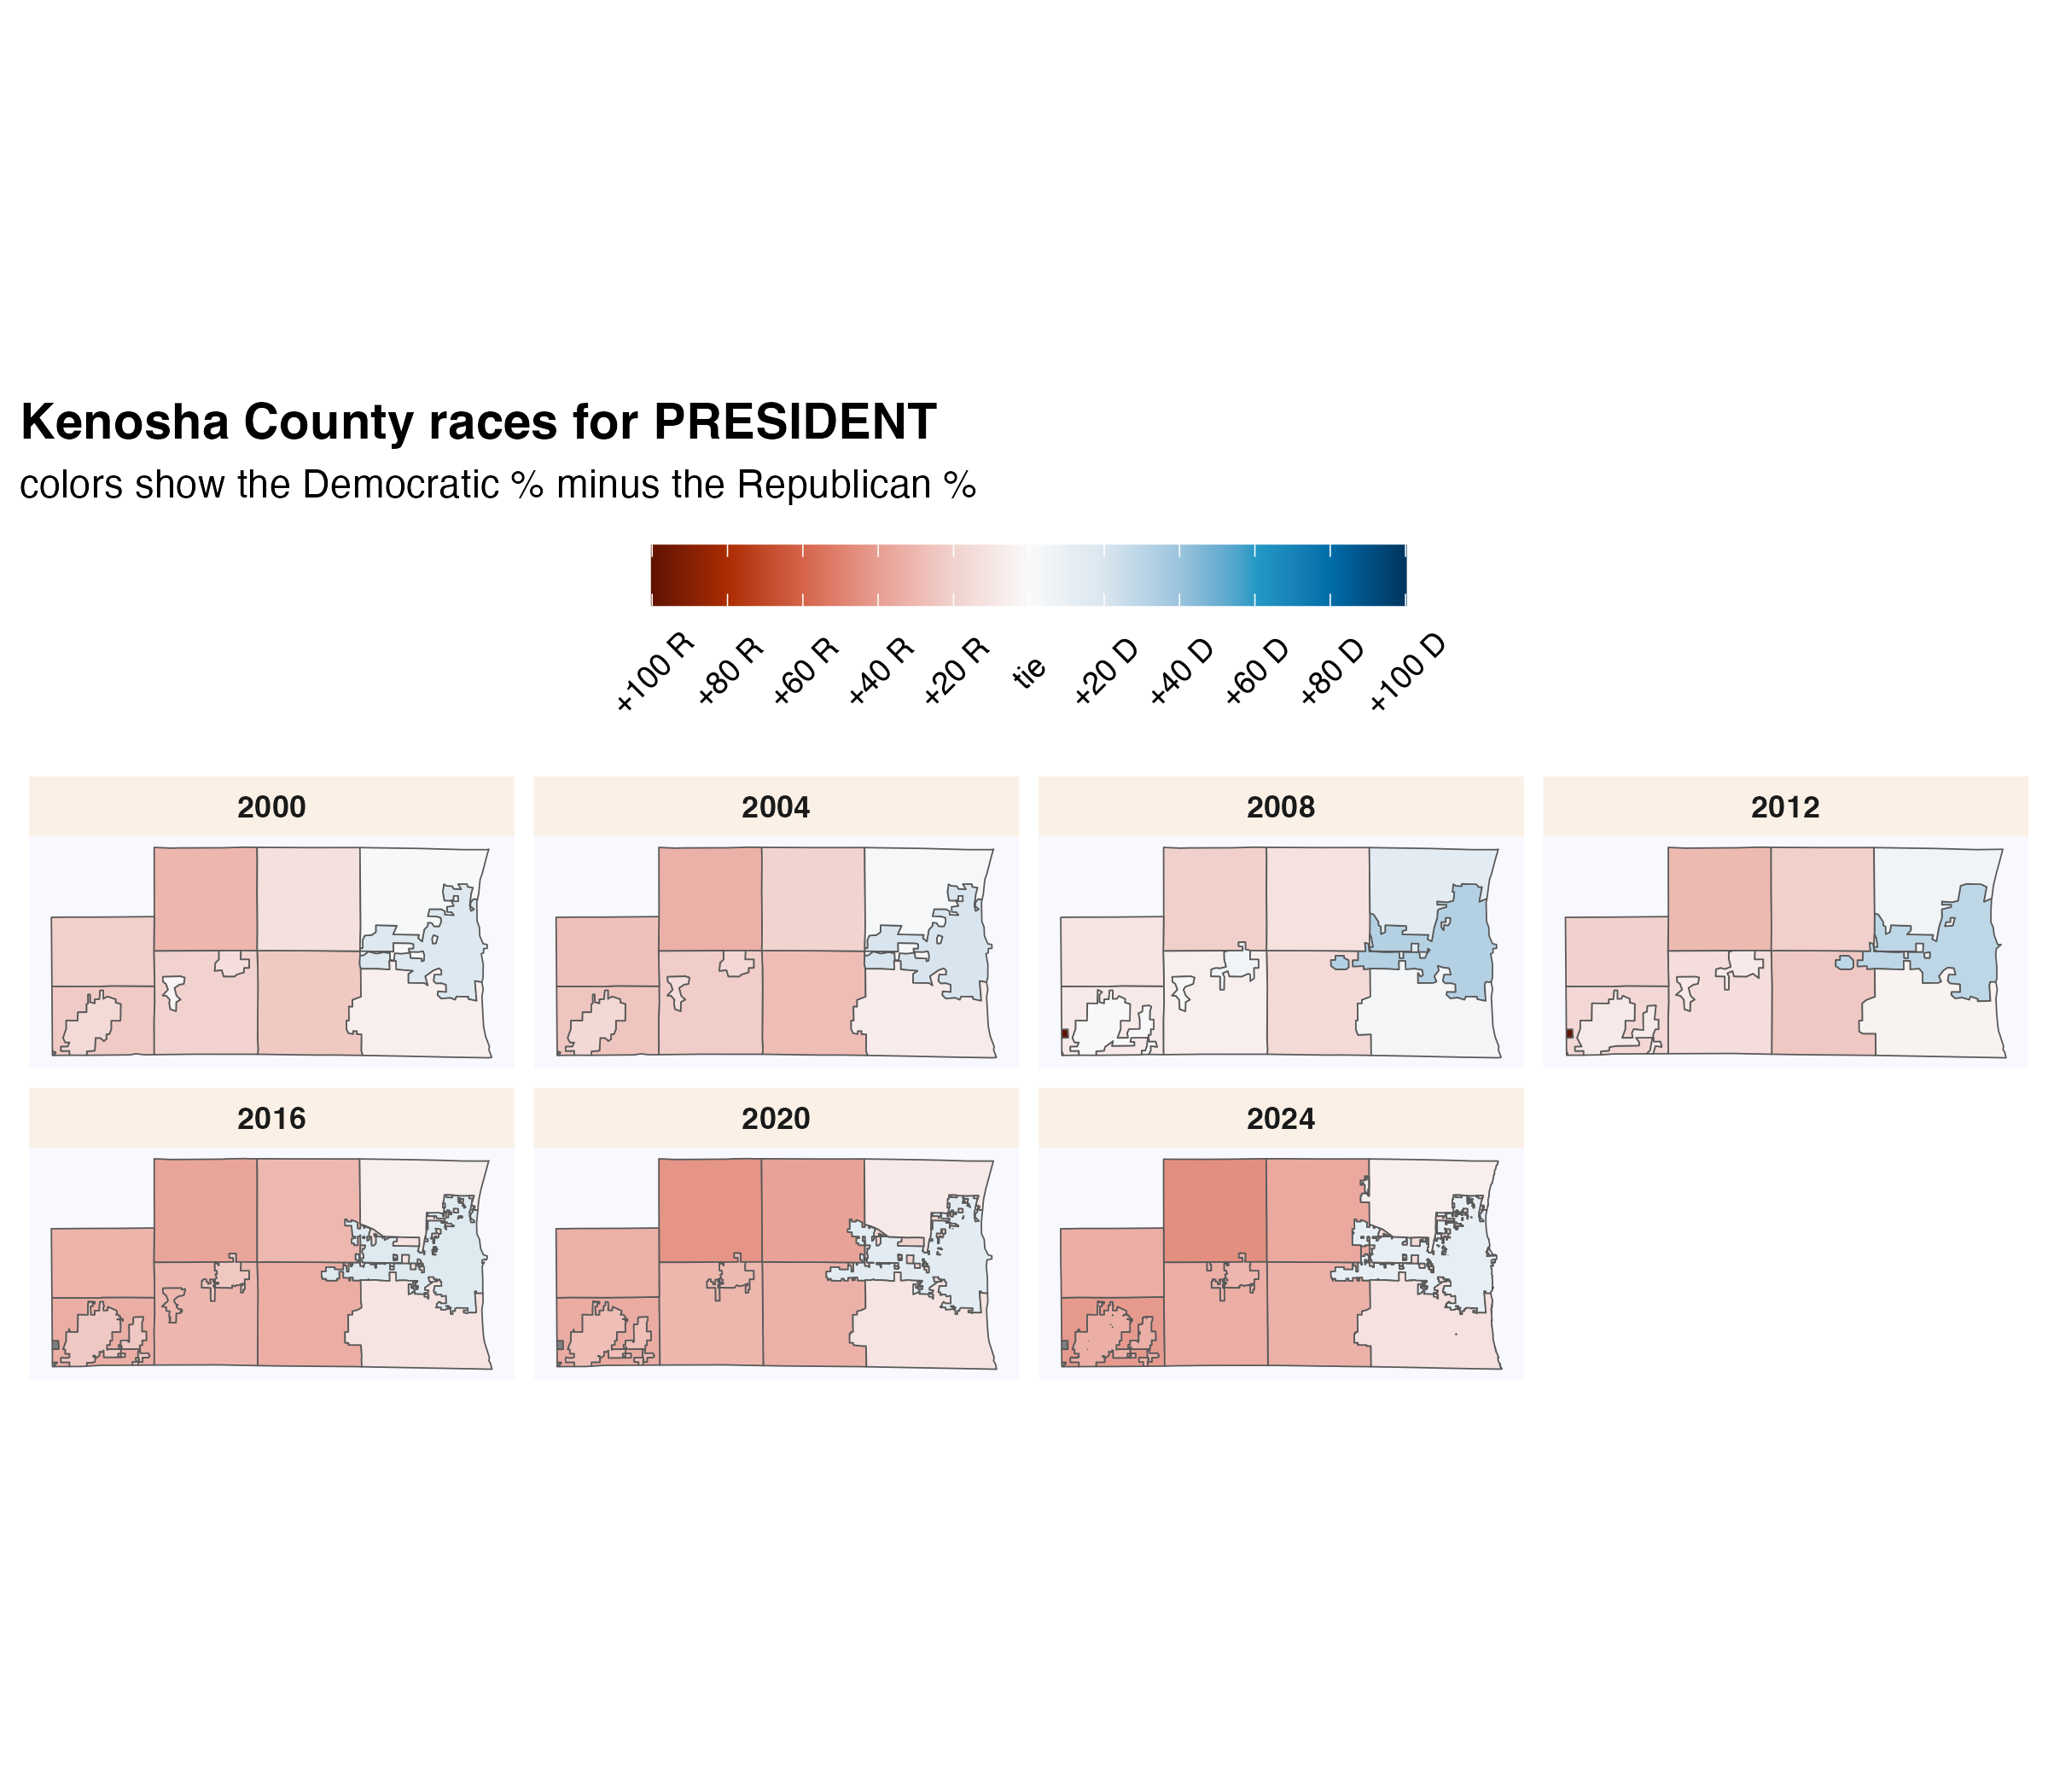 Kenosha County races for PRESIDENT
colors show the Democratic % minus the Republican %
+100 R
+80 R
+60 R
+40 R
+20 R
tie
+20 D
+40 D
+60 D
+80 D
+100 D
2000
2004
2008
2012
2016
2020
2024